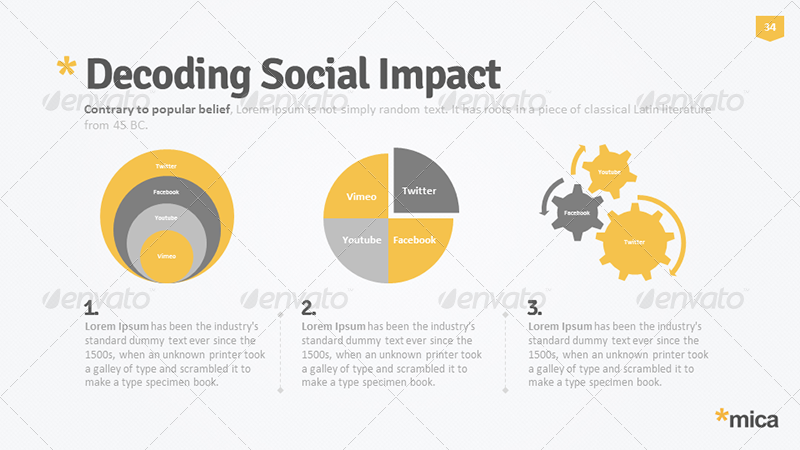 34
* Decoding Social Impact
Contrary to popular belief, Lorem Ipsum is not simply random text. It has roots in a piece of classical Latin literature
from 45 BC.
Twitter
Facebook
Youtube
Vimeo
Vimeo
Twitter
Youtube
Facebook
Youtube
Facebook
Twitter
1.
Lorem Ipsum has been the industry's
standard dummy text ever since the
1500s, when an unknown printer took
a galley of type and scrambled it to
make a type specimen book.
2.
Lorem Ipsum has been the industry's
standard dummy text ever since the
1500s, when an unknown printer took
a galley of type and scrambled it to
make a type specimen book.
3.
Lorem Ipsum has been the industry's
standard dummy text ever since the
1500s, when an unknown printer took
a galley of type and scrambled it to
make a type specimen book.
*mica
envato envato envato envato
envato envato envato envato